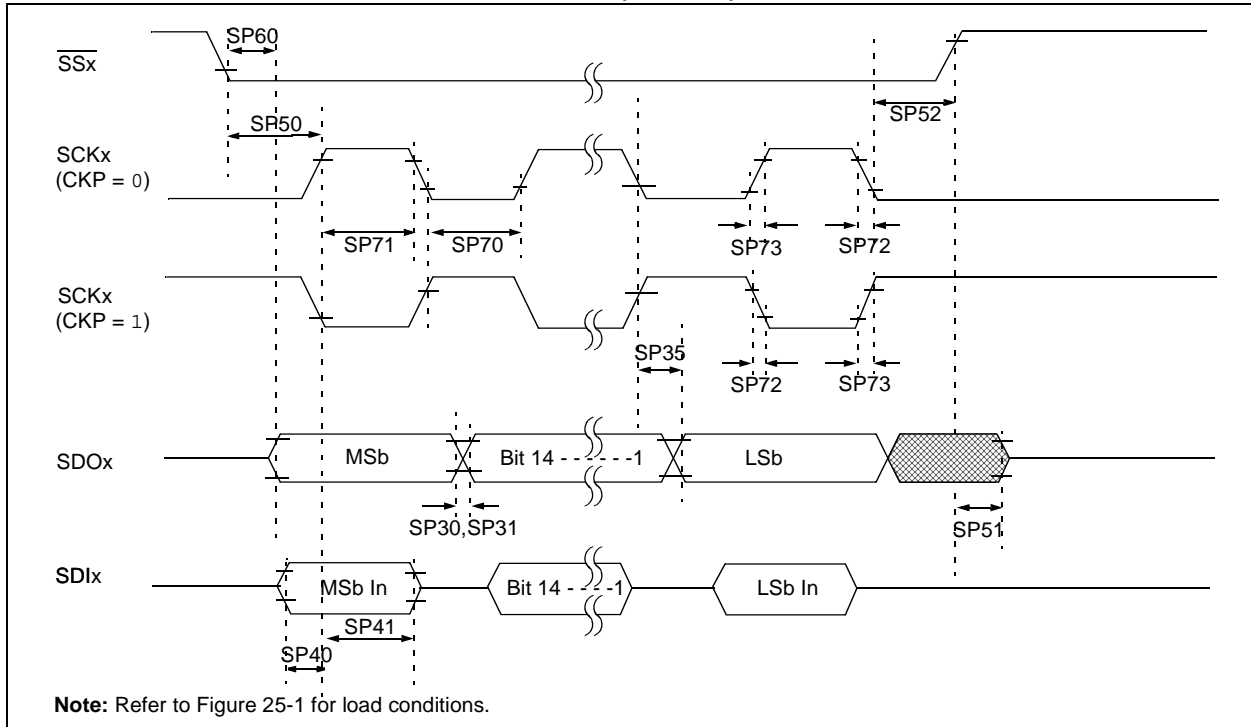 SP60
SSx
SP50
SP52
SCKx
(CKP = 0)
SP71
SP70
SP73
SP72
SCKx
(CKP = 1)
SP35
SP72
SP73
SDOx
MSb
Bit 14 - - - - - -1
LSb
SP30,SP31
SP51
SDIx
MSb In
Bit 14 - - - -1
LSb In
SP41
SP40
Note: Refer to Figure 25-1 for load conditions.